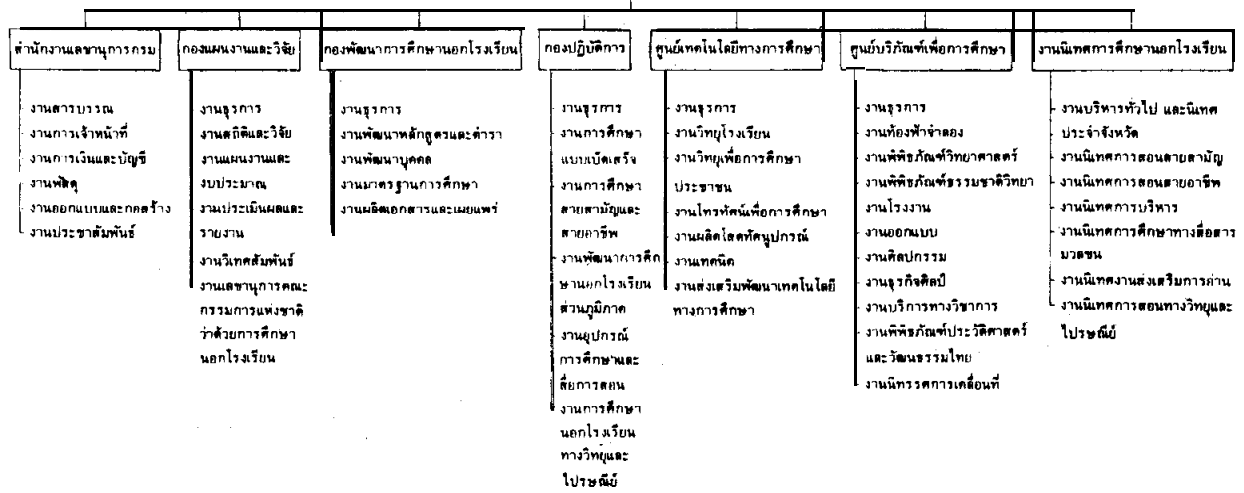 สำนักงานเลขานุการกรม
งานสารบรรณ
งานการเจ้าหน้าที่
งานการเงินและบัญชี
งานพัสดุ
งานออกแบบและกอสร้าง
งานประชาสัมพันธ์
กองแผนงานและวิจัย
งานธุรการ
งานสถิติและวิจัย
งานแผนงานและ
งบประมาณ
งานประเมินผลและ
รายงาน
งานวิเทศสัมพันธ์
งานเลขานุการคณะ
กรรมการแห่งชาติ
ว่าด้วยการศึกษา
นอกโรงเรียน
กองพัฒนาการศึกษานอกโรงเรียน
งานธุรการ
งานพัฒนาหลักสูตรและตำรา
งานพัฒนาบุคคล
งานมาตรฐานการศึกษา
งานผลิตเอกสารและเผยแพร่
กองปฏิบัติการ
งานธุรการ
งานการศึกษา
แบบเบ็ดเสร็จ
งานการศึกษา
สายสามัญและ
สายอาชีพ
งานพัฒนาการศึก
ษานอกโรงเรียน
ส่วนภูมิภาค
งานอุปกรณ์
การศึกษาและ
สื่อการสอน
งานการศึกษา
นอกโรงเรียน
ทางวิทยุและ
ไปรษณีย์
ศูนย์เทคโนโลยีทางการศึกษา
งานธุรการ
งานวิทยุโรงเรียน
งานวิทยุเพื่อการศึกษา
ประชาชน
งานโทรทัศน์เพื่อการศึกษา
งานผลิตโสตทัศนูปกรณ์
งานเทคนิค
งานส่งเสริมพัฒนาเทคโนโลยี
ทางการศึกษา
ศูนย์บริภัณฑ์เพื่อการศึกษา
งานธุรการ
งานท้องฟ้าจำลอง
งานพิพิธภัณฑ์วิทยาศาสตร์
งานพิพิธภัณฑ์ธรรมชาติวิทยา
งานโรงงาน
งานออกแบบ
งานศิลปกรรม
งานธุรกิจศิลป์
งานบริการทางวิชาการ
งานพิพิธภัณฑ์ประวัติศาสตร์
และวัฒนธรรมไทย
งานนิทรรศการเคลื่อนที่
งานนิเทศการศึกษานอกโรงเรียน
งานบริหารทั่วไป และนิเทศ
ประจำจังหวัด
งานนิเทศการสอนสายสามัญ
งานนิเทศการสอนสายอาชีพ
งานนิเทศการบริหาร
งานนิเทศการศึกษาทางสื่อสาร
มวลชน
งานนิเทศงานส่งเสริมการอ่าน
งานนิเทศการสอนทางวิทยุและ
ไปรษณีย์